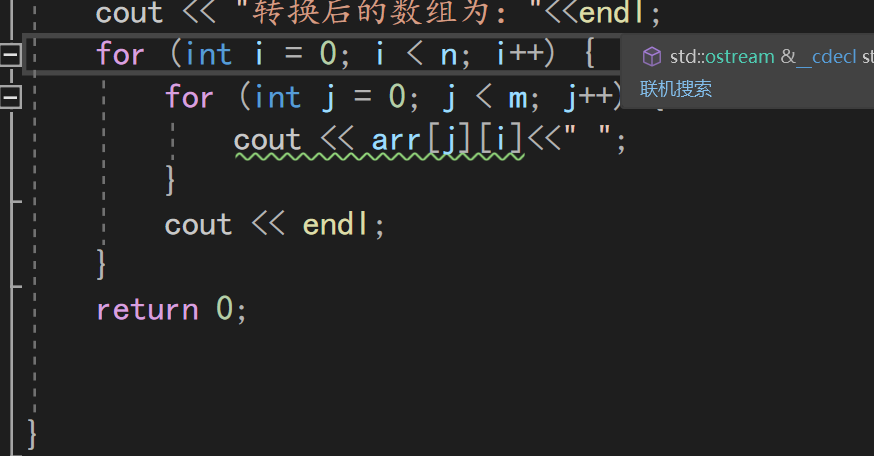 cout << "转换后的数组为："<<endl;
for (int i = 0; i < n; i++) {
std::ostream &__cdecl st
联机搜索
for (int j = 0; j < m; j++) {
cout << arr[j][i]<<" ";
}
cout << endl;
}
return 0;
}